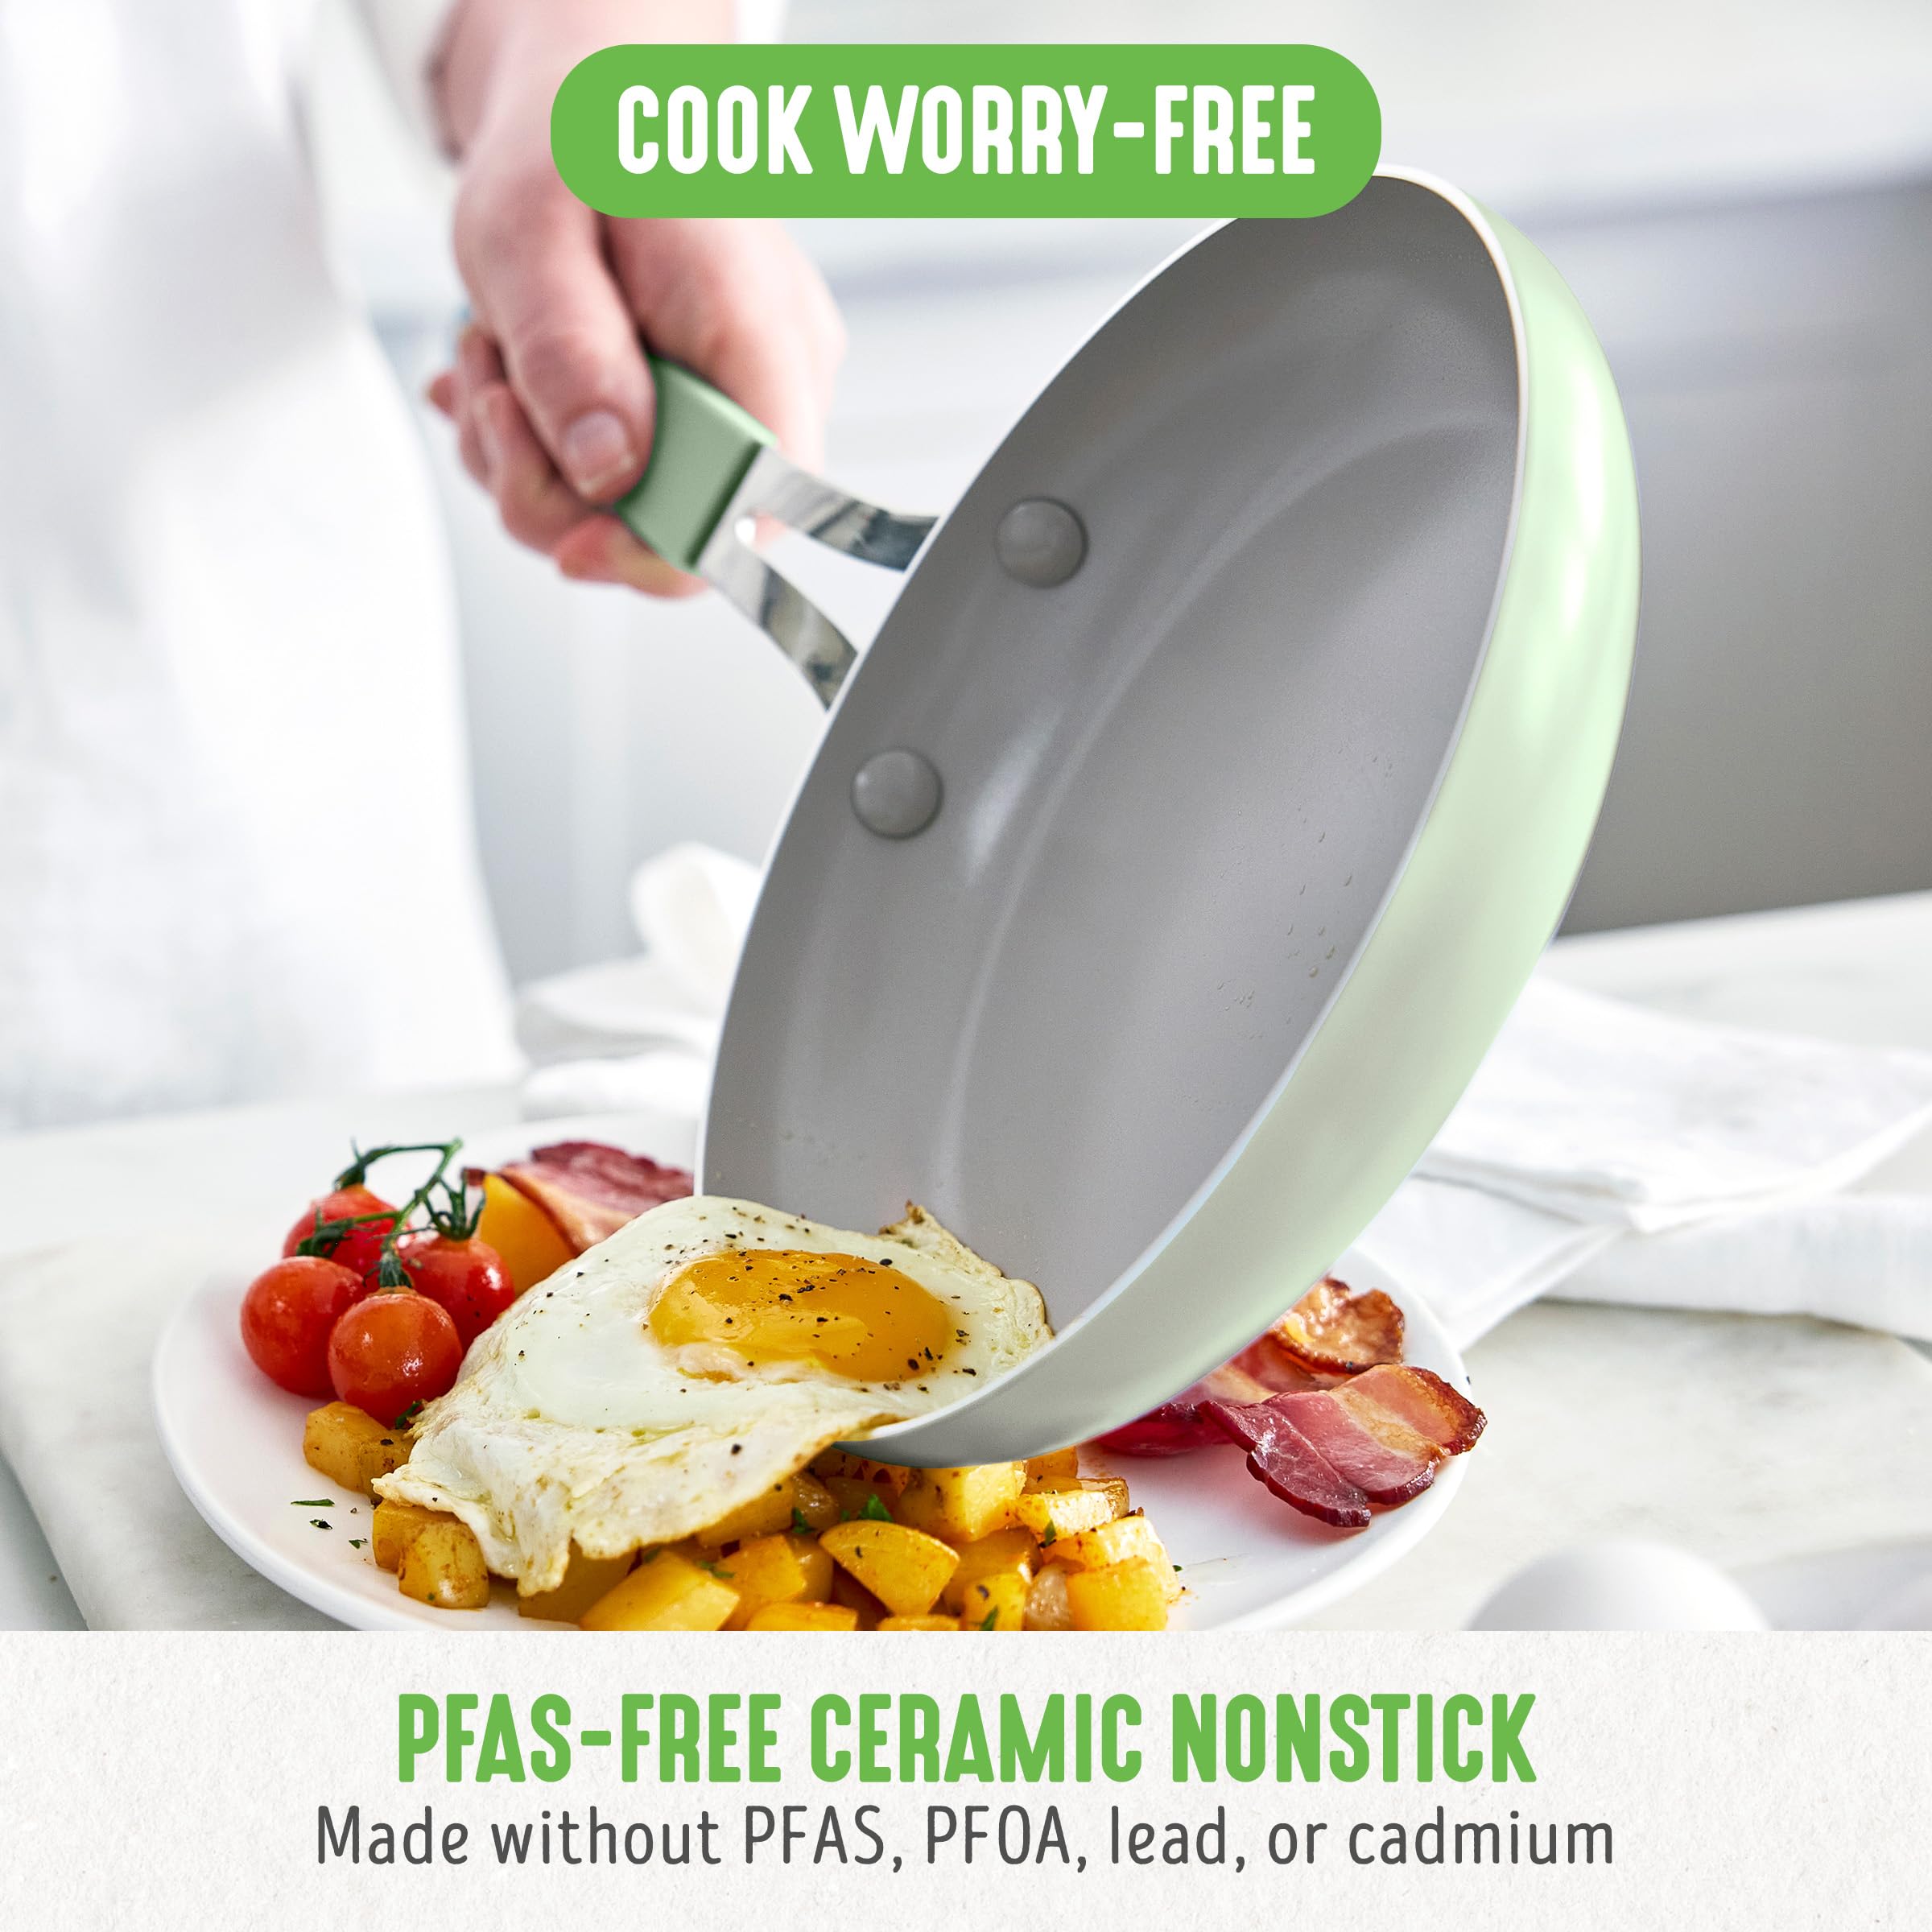 COOK WORRY-FREE
PFAS-FREE CERAMIC NONSTICK
Made without PFAS, PFOA, lead, or cadmium